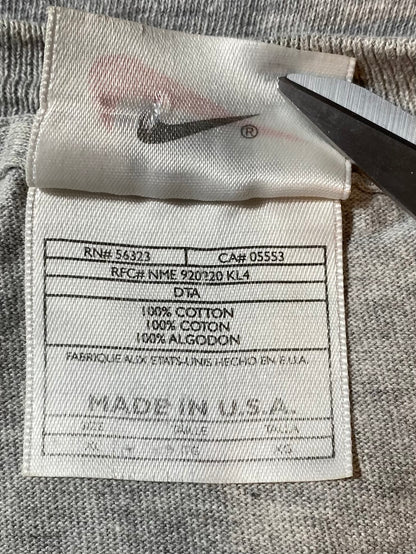 ®
RN# 56323 CA# 05553
RFC# NME 920220 KL4
DTA
100% COTTON
100% COTON
100% ALGODON
FABRIQUE AUX ETATS-UNIS HECHO EN E.U.A.
MADE IN U.S.A.
SIZE TAILLE TALLA